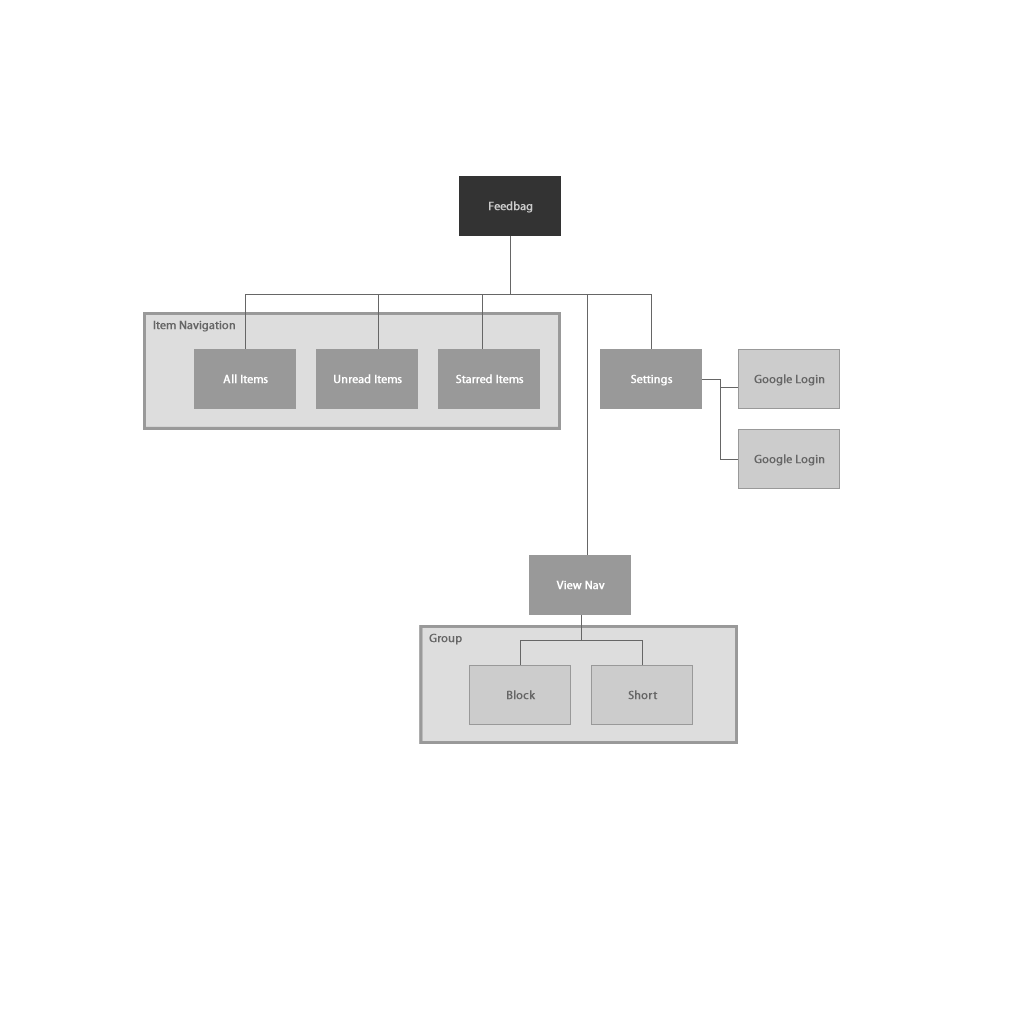 Feedbag
Item Navigation
All Items
Unread Items
Starred Items
Settings
Google Login
Google Login
View Nav
Group
Block
Short